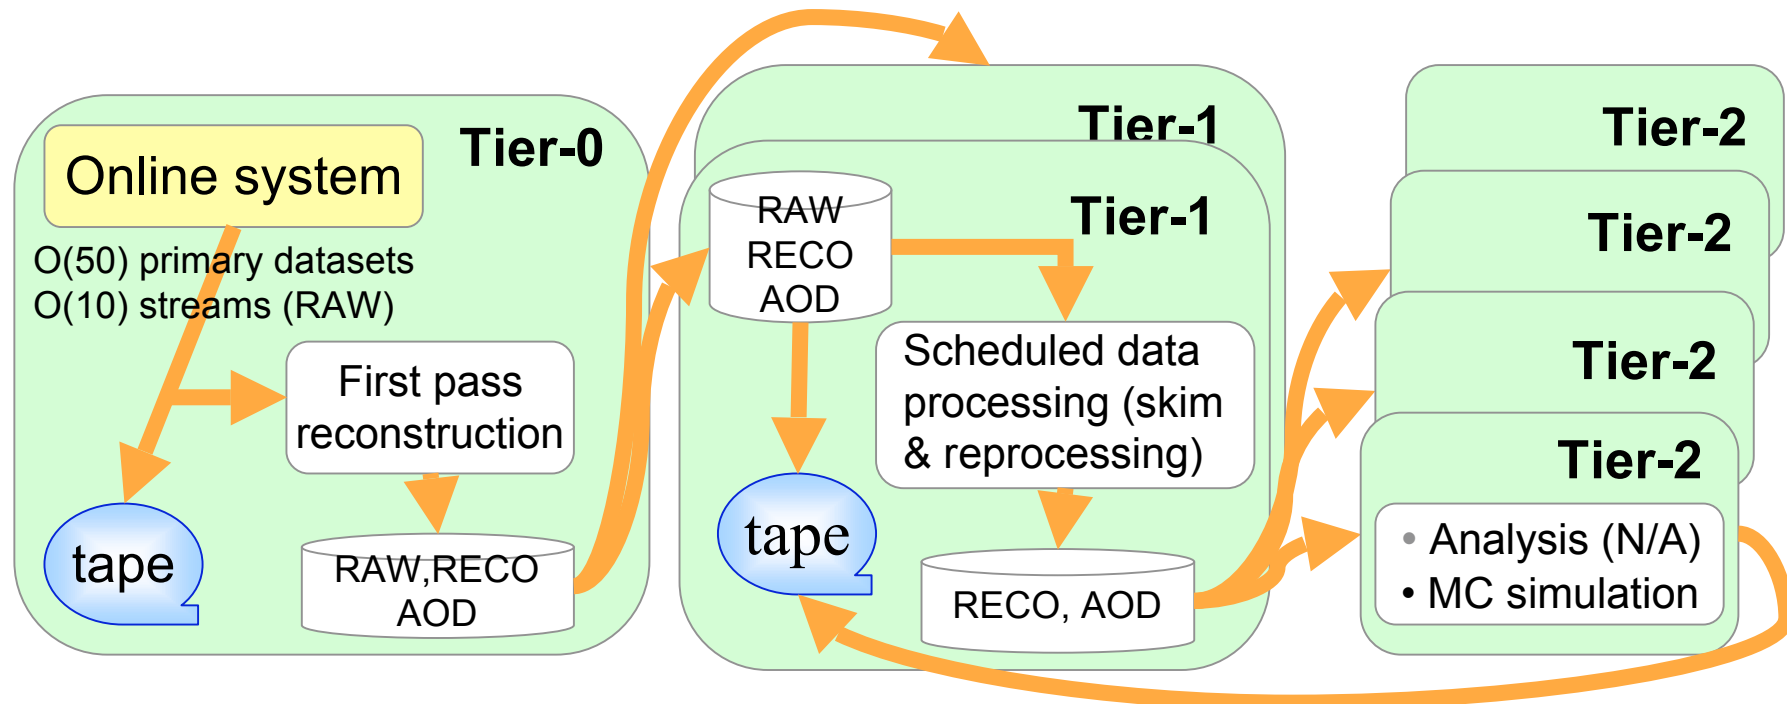 Tier-0
Online system
O(50) primary datasets
O(10) streams (RAW)
First pass
reconstruction
tape
RAW,RECO
AOD
Tier-1
Tier-1
RAW
RECO
AOD
Scheduled data
processing (skim
& reprocessing)
tape
RECO, AOD
Tier-2
Tier-2
Tier-2
Tier-2
• Analysis (N/A)
• MC simulation